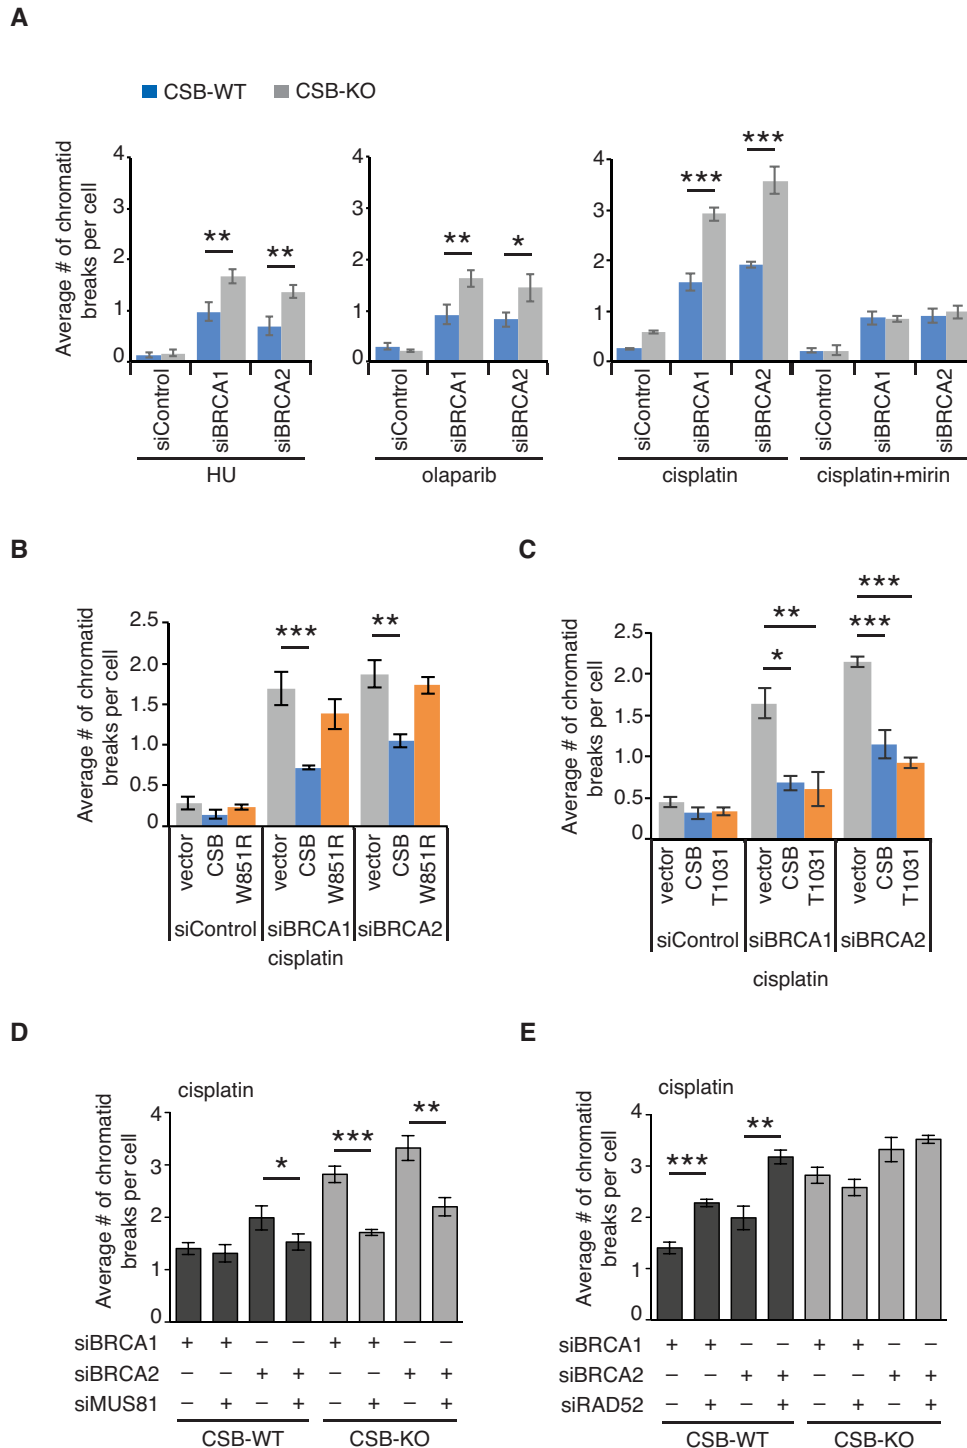 A
CSB-WT CSB-KO
Average # of chromatid
breaks per cell
4
3
2
1
0
** **
siControl siBRCA1 siBRCA2
HU
4
3
2
1
0
** *
siControl siBRCA1 siBRCA2
olaparib
4
3
2
1
0
*** ***
siControl siBRCA1 siBRCA2 siControl siBRCA1 siBRCA2
cisplatin cisplatin+mirin
B
Average # of chromatid
breaks per cell
2.5
2.0
1.5
1.0
0.5
0
*** **
vector CSB W851R vector CSB W851R vector CSB W851R
siControl siBRCA1 siBRCA2
cisplatin
C
Average # of chromatid
breaks per cell
2.5
2.0
1.5
1.0
0.5
0
** * *** ***
vector CSB T1031 vector CSB T1031 vector CSB T1031
siControl siBRCA1 siBRCA2
cisplatin
D
cisplatin
Average # of chromatid
breaks per cell
4
3
2
1
0
* *** **
siBRCA1 + + − − + + − −
siBRCA2 − − + + − − + +
siMUS81 − + − + − + − +
CSB-WT CSB-KO
E
cisplatin
Average # of chromatid
breaks per cell
4
3
2
1
0
*** **
siBRCA1 + + − − + + − −
siBRCA2 − − + + − − + +
siRAD52 − + − + − + − +
CSB-WT CSB-KO